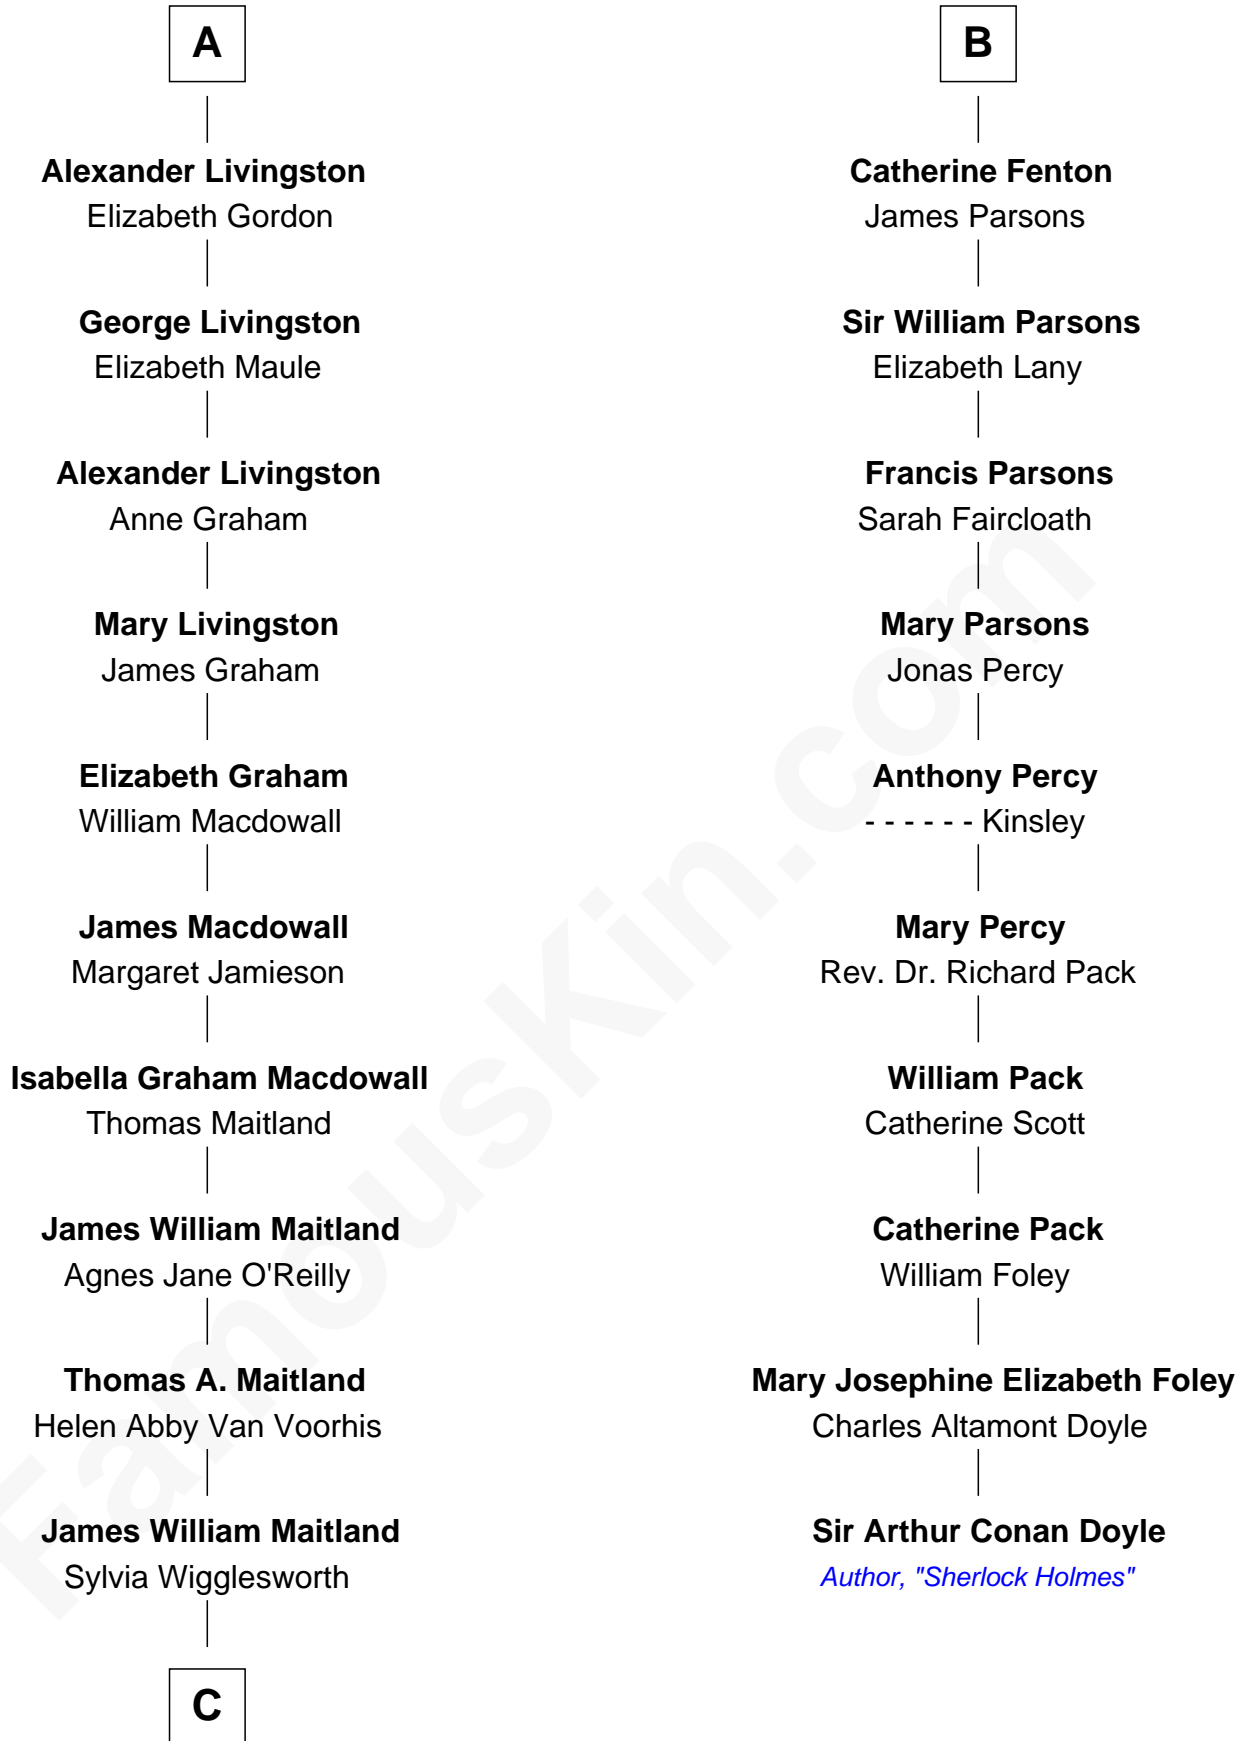 A
Alexander Livingston
Elizabeth Gordon
George Livingston
Elizabeth Maule
Alexander Livingston
Anne Graham
Mary Livingston
James Graham
Elizabeth Graham
William Macdowall
James Macdowall
Margaret Jamieson
Isabella Graham Macdowall
Thomas Maitland
James William Maitland
Agnes Jane O'Reilly
Thomas A. Maitland
Helen Abby Van Voorhis
James William Maitland
Sylvia Wigglesworth
C
B
Catherine Fenton
James Parsons
Sir William Parsons
Elizabeth Lany
Francis Parsons
Sarah Faircloath
Mary Parsons
Jonas Percy
Anthony Percy
- - - - - - Kinsley
Mary Percy
Rev. Dr. Richard Pack
William Pack
Catherine Scott
Catherine Pack
William Foley
Mary Josephine Elizabeth Foley
Charles Altamont Doyle
Sir Arthur Conan Doyle
Author, "Sherlock Holmes"
FamousKin.com